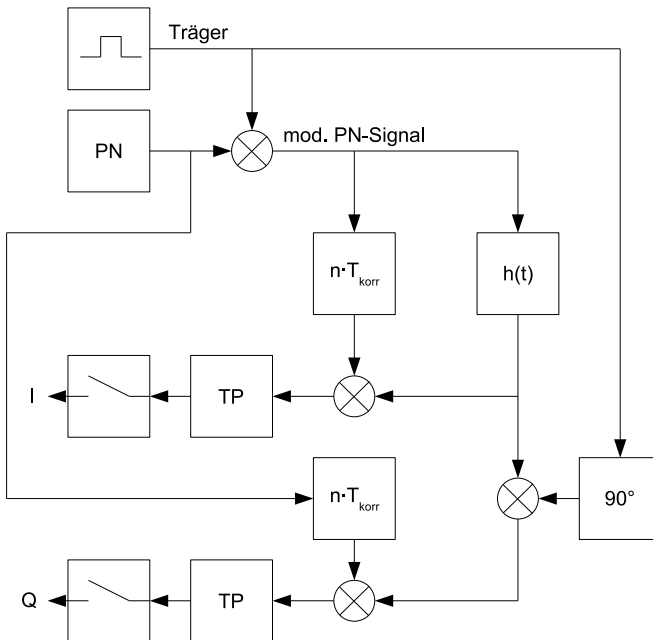 Träger
PN
mod. PN-Signal
n·T_korr
h(t)
I
TP
n·T_korr
90°
Q
TP